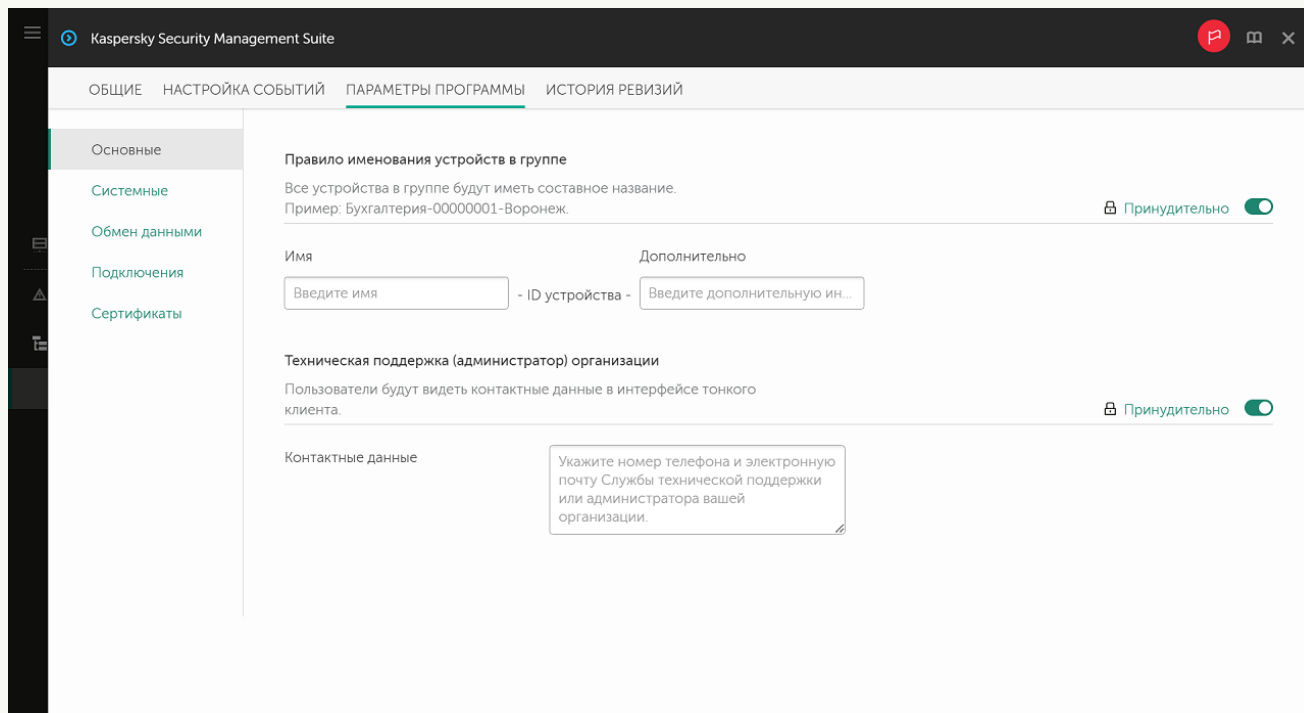 Kaspersky Security Management Suite
ОБЩИЕ НАСТРОЙКА СОБЫТИЙ ПАРАМЕТРЫ ПРОГРАММЫ ИСТОРИЯ РЕВИЗИЙ
Основные
Системные
Обмен данными
Подключения
Сертификаты
Правило именования устройств в группе
Все устройства в группе будут иметь составное название.
Пример: Бухгалтерия-00000001-Воронеж.
Принудительно
Имя Дополнительно
Введите имя - ID устройства - Введите дополнительную ин...
Техническая поддержка (администратор) организации
Пользователи будут видеть контактные данные в интерфейсе тонкого
клиента.
Принудительно
Контактные данные
Укажите номер телефона и электронную
почту Службы технической поддержки
или администратора вашей
организации.